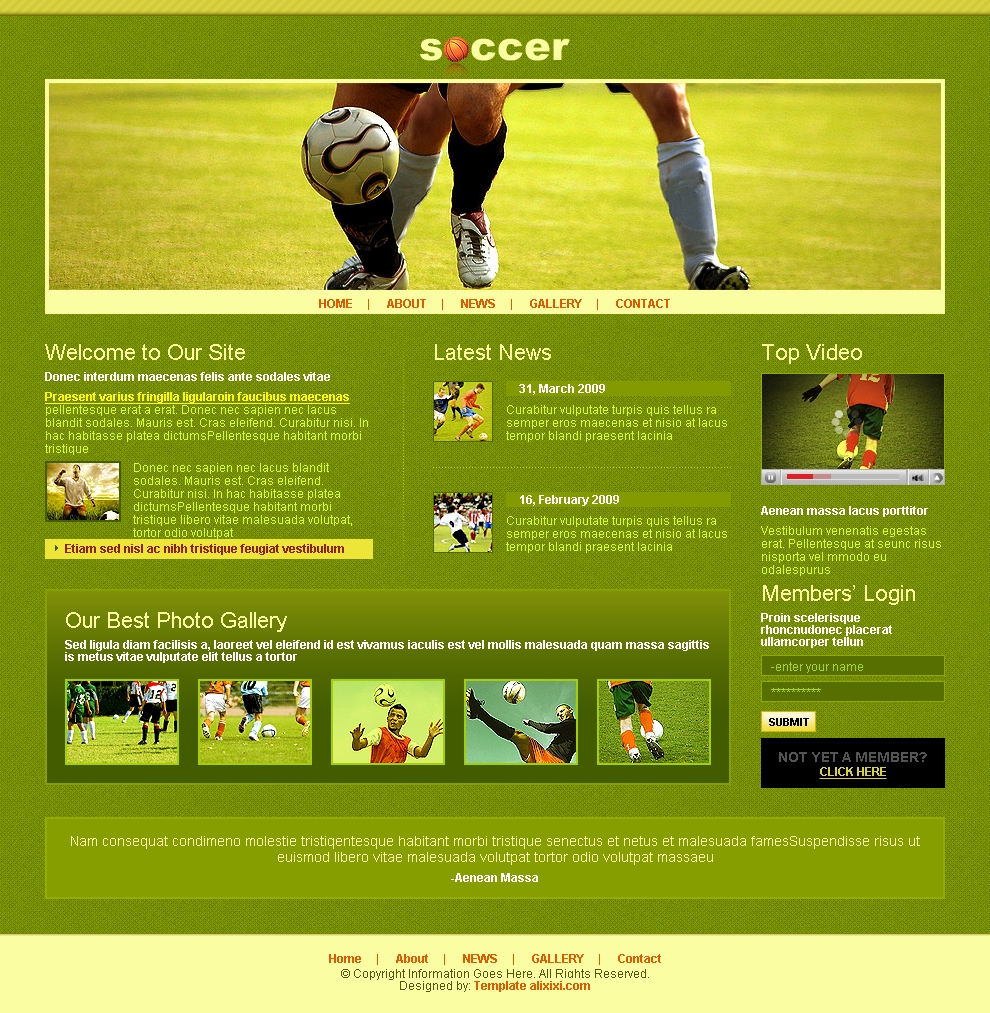 soccer
HOME | ABOUT | NEWS | GALLERY | CONTACT
Welcome to Our Site
Donec interdum maecenas felis ante sodales vitae
Praesent varius fringilla ligularoin faucibus maecenas
pellentesque erat a erat. Donec nec sapien nec lacus
blandit sodales. Mauris est. Cras eleifend. Curabitur nisi. In
hac habitasse platea dictumsPellentesque habitant morbi
tristique
Donec nec sapien nec lacus blandit
sodales. Mauris est. Cras eleifend.
Curabitur nisi. In hac habitasse platea
dictumsPellentesque habitant morbi
tristique libero vitae malesuada volutpat,
tortor odio volutpat
Etiam sed nisl ac nibh tristique feugiat vestibulum
Latest News
31, March 2009
Curabitur vulputate turpis quis tellus ra
semper eros maecenas et nisio at lacus
tempor blandi praesent lacinia
16, February 2009
Curabitur vulputate turpis quis tellus ra
semper eros maecenas et nisio at lacus
tempor blandi praesent lacinia
Top Video
Aenean massa lacus porttitor
Vestibulum venenatis egestas
erat. Pellentesque at seunc risus
nisporta vel mmodo eu
odalespurus
Members' Login
Proin scelerisque
rhoncnudonec placerat
ullamcorper tellun
-enter your name
**********
SUBMIT
NOT YET A MEMBER?
CLICK HERE
Our Best Photo Gallery
Sed ligula diam facilisis a, laoreet vel eleifend id est vivamus iaculis est vel mollis malesuada quam massa sagittis
is metus vitae vulputate elit tellus a tortor
Nam consequat condimeno molestie tristiqentesque habitant morbi tristique senectus et netus et malesuada famesSuspendisse risus ut
euismod libero vitae malesuada volutpat tortor odio volutpat massaeu
-Aenean Massa
Home | About | NEWS | GALLERY | Contact
© Copyright Information Goes Here. All Rights Reserved.
Designed by: Template alixixi.com